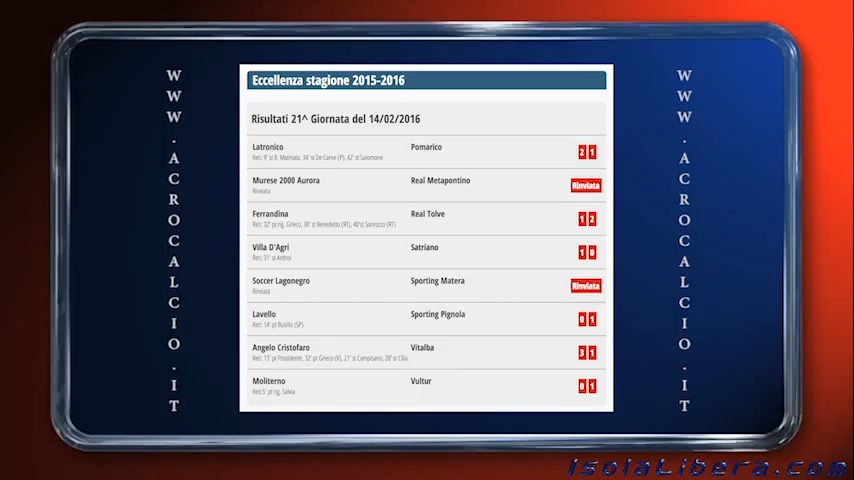 Eccellenza stagione 2015-2016
Risultati 21^ Giornata del 14/02/2016
Latronico Pomarico 2 1
Reti: 9' st R. Matinata, 34' st De Carne (P), 42' st Salomone
Murese 2000 Aurora Real Metapontino Rinviata
Rinviata
Ferrandina Real Tolve 1 2
Reti: 32' pt rig. Grieco, 30' st Benedetto (RT), 40'st Sanrocco (RT)
Villa D'Agri Satriano 1 0
Reti: 31' st
Soccer Lagonegro Sporting Matera Rinviata
Rinviata
Lavello Sporting Pignola 0 1
Reti: 14' pt Busillo (SP)
Angelo Cristofaro Vitalba 3 1
Reti: 13' pt Possidente, 32' pt Grieco (V), 21' st Campisano, 28' st Cilia
Moliterno Vultur 0 1
Reti:5' pt rig. Salvia
WWW.ACROCALCIO.IT
WWW.ACROCALCIO.IT
isolaLibera.com